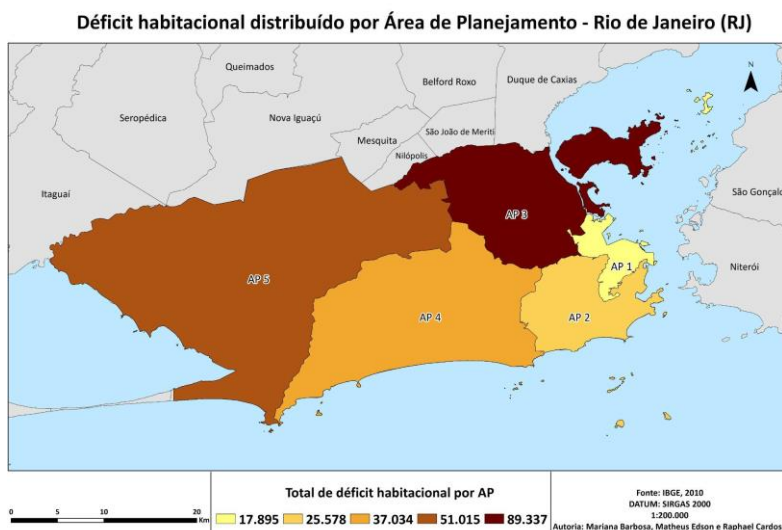 Déficit habitacional distribuído por Área de Planejamento - Rio de Janeiro (RJ)
Queimados
Belford Roxo
Duque de Caxias
N
Seropédica
Nova Iguaçú
São João de Meriti
Mesquita
Nilópolis
Itaguaí
São Gonçalo
AP 3
AP 1
Niterói
AP 5
AP 4
AP 2
Total de déficit habitacional por AP
17.895 25.578 37.034 51.015 89.337
0 10 20
Km
Fonte: IBGE, 2010
DATUM: SIRGAS 2000
1:200.000
Autoria: Mariana Barbosa, Matheus Edson e Raphael Cardos